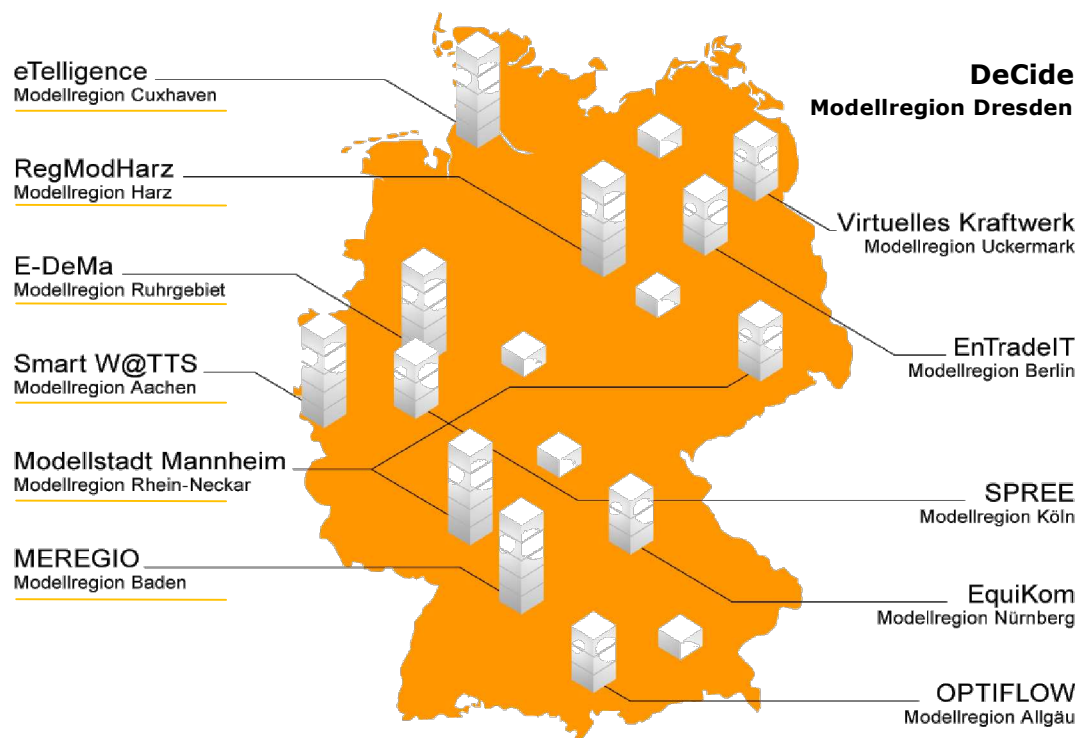 eTelligence
Modellregion Cuxhaven
RegModHarz
Modellregion Harz
E-DeMa
Modellregion Ruhrgebiet
Smart W@TTS
Modellregion Aachen
Modellstadt Mannheim
Modellregion Rhein-Neckar
MEREGIO
Modellregion Baden
DeCide
Modellregion Dresden
Virtuelles Kraftwerk
Modellregion Uckermark
EnTradeIT
Modellregion Berlin
SPREE
Modellregion Köln
EquiKom
Modellregion Nürnberg
OPTIFLOW
Modellregion Allgäu